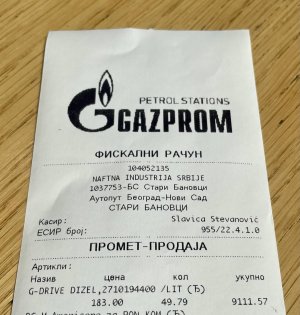 PETROL STATIONS
GAZPROM
ФИСКАЛНИ РАЧУН
104052135
NAFTNA INDUSTRIJA SRBIJE
1037753-БС Стари Бановци
Аутопут Београд-Нови Сад
СТАРИ БАНОВЦИ
Касир: Slavica Stevanović
ЕСИР број: 955/22.4.1.0
ПРОМЕТ-ПРОДАЈА
Артикли:
Назив цена кол укупно
G-DRIVE DIZEL,2710194400 /LIT (Ђ)
183.00 49.79 9111.57